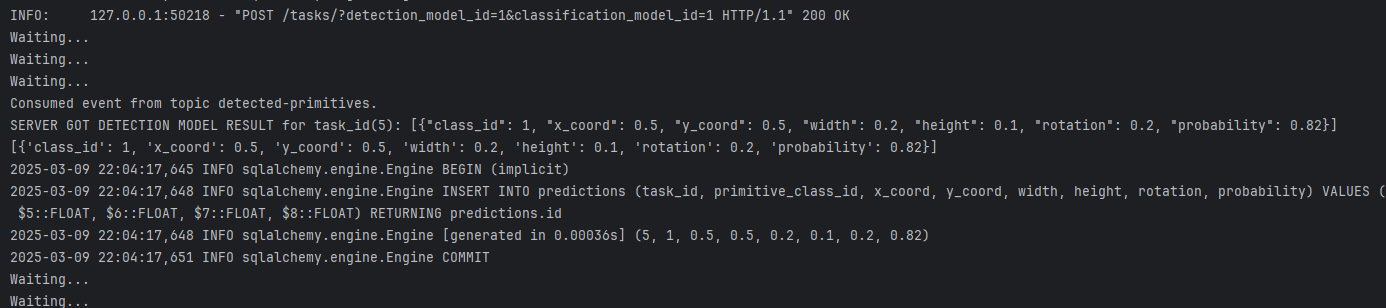 INFO:     127.0.0.1:50218 - "POST /tasks/?detection_model_id=1&classification_model_id=1 HTTP/1.1" 200 OK
Waiting...
Waiting...
Waiting...
Consumed event from topic detected-primitives.
SERVER GOT DETECTION MODEL RESULT for task_id(5): [{"class_id": 1, "x_coord": 0.5, "y_coord": 0.5, "width": 0.2, "height": 0.1, "rotation": 0.2, "probability": 0.82}]
[{'class_id': 1, 'x_coord': 0.5, 'y_coord': 0.5, 'width': 0.2, 'height': 0.1, 'rotation': 0.2, 'probability': 0.82}]
2025-03-09 22:04:17,645 INFO sqlalchemy.engine.Engine BEGIN (implicit)
2025-03-09 22:04:17,648 INFO sqlalchemy.engine.Engine INSERT INTO predictions (task_id, primitive_class_id, x_coord, y_coord, width, height, rotation, probability) VALUES (
$5::FLOAT, $6::FLOAT, $7::FLOAT, $8::FLOAT) RETURNING predictions.id
2025-03-09 22:04:17,648 INFO sqlalchemy.engine.Engine [generated in 0.00036s] (5, 1, 0.5, 0.5, 0.2, 0.1, 0.2, 0.82)
2025-03-09 22:04:17,651 INFO sqlalchemy.engine.Engine COMMIT
Waiting...
Waiting...